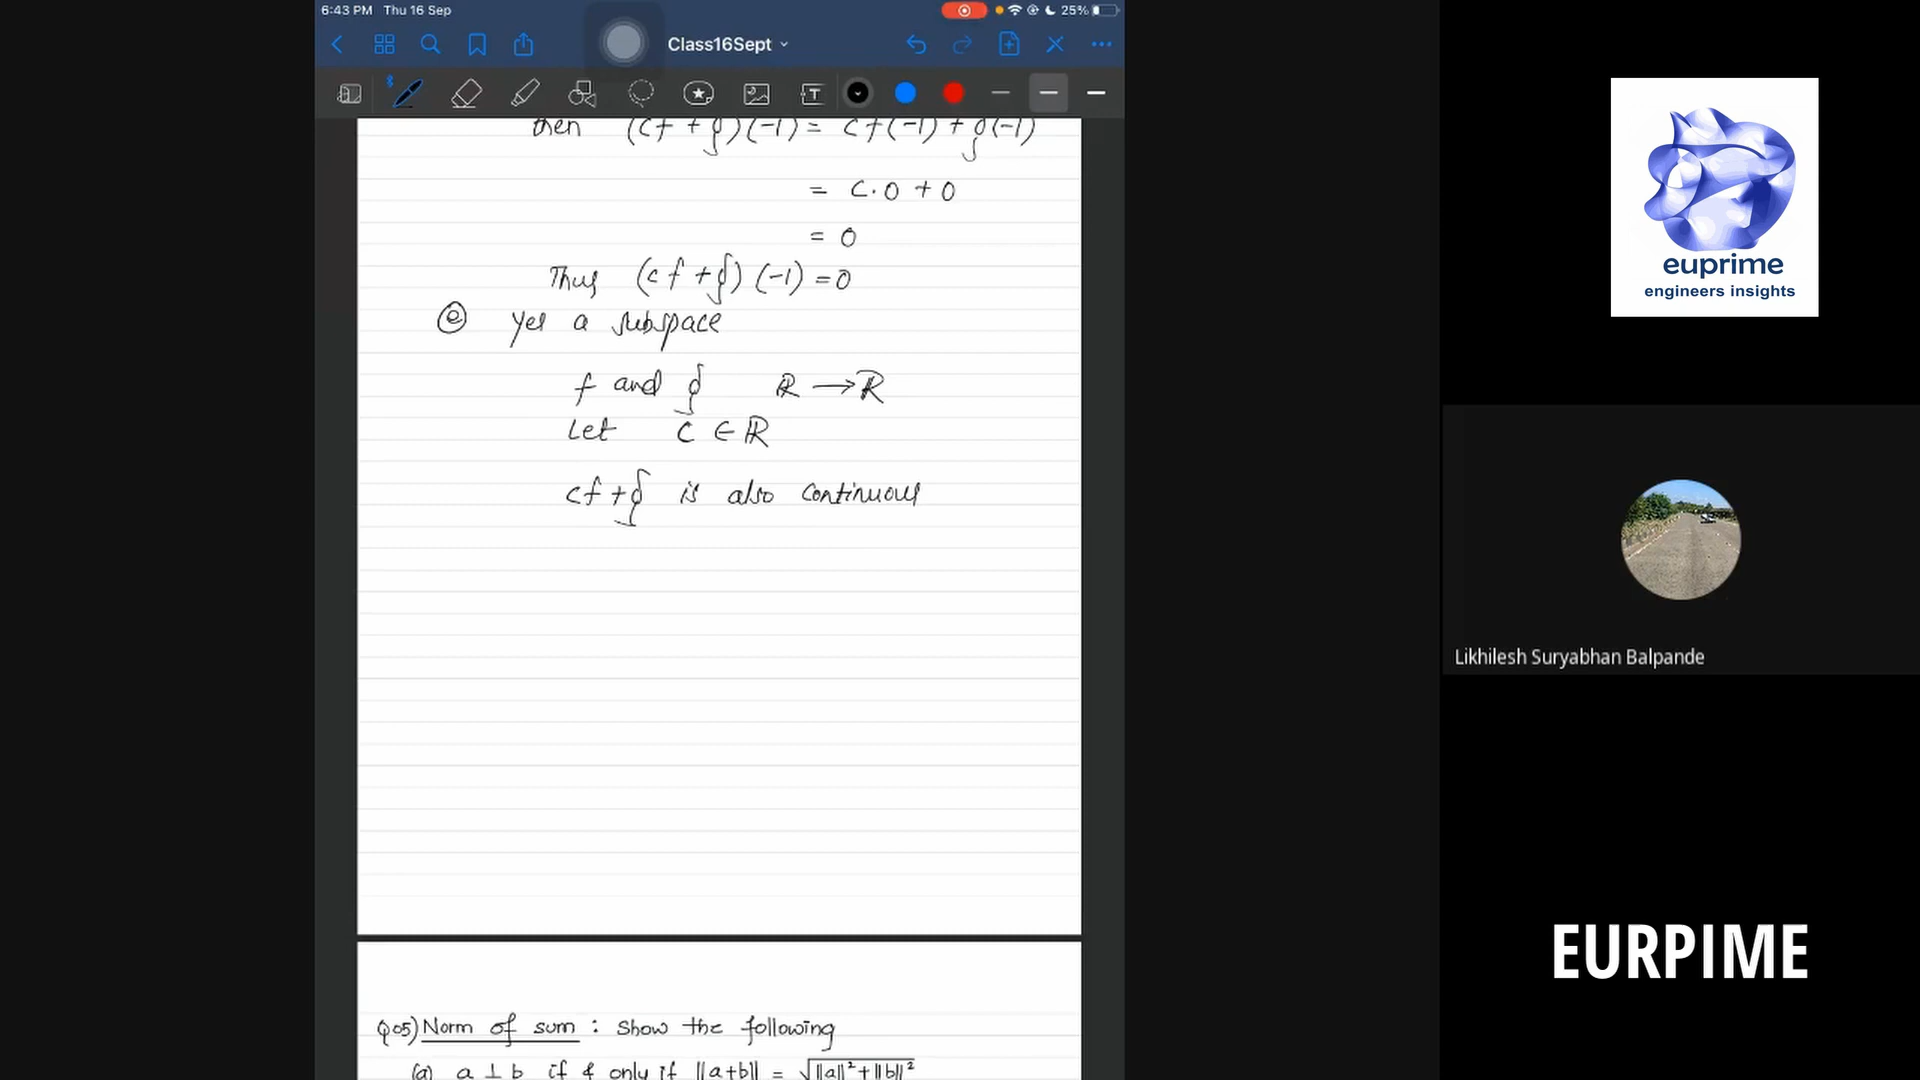 6:43 PM Thu 16 Sep
25%
Class16Sept
then (cf + g)(-1) = cf(-1) + g(-1)
= c·0 + 0
= 0
Thus (cf + g)(-1) = 0
ⓔ Yes a subspace
f and g ℝ → ℝ
Let c ∈ ℝ
cf + g is also continuous
Q05) Norm of sum : Show the following
(a) a ⊥ b if & only if ||a+b|| = √||a||² + ||b||²
euprime
engineers insights
Likhilesh Suryabhan Balpande
EURPIME